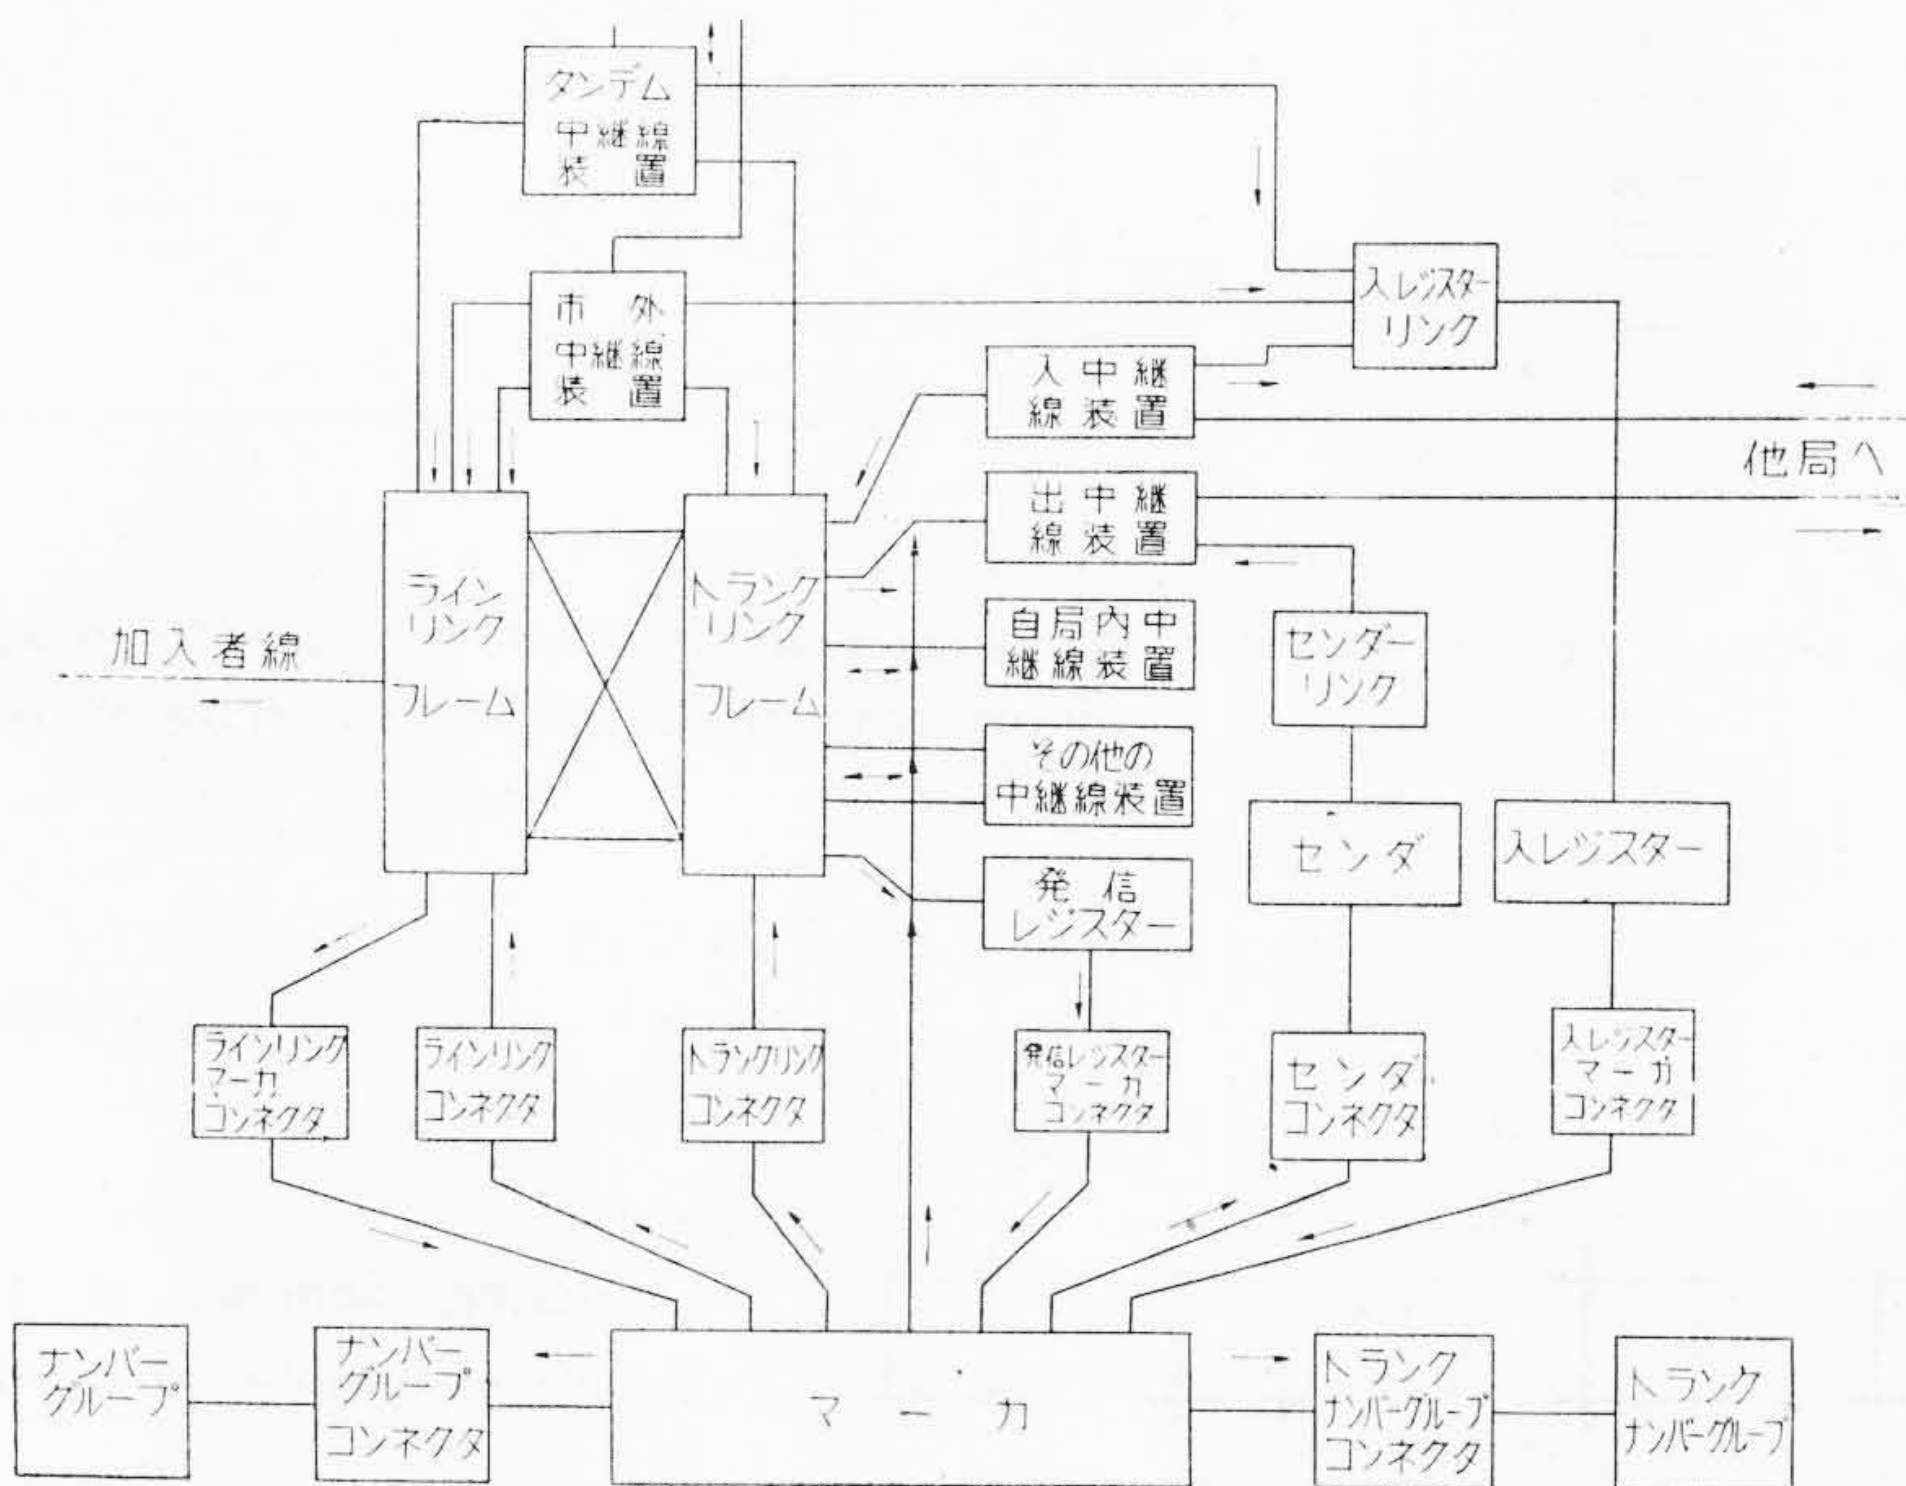 タンデム
中継線
装置
市外
中継線
装置
入レジスター
リンク
入中継
線装置
他局へ
出中継
線装置
ライン
リンク
フレーム
トランク
リンク
フレーム
加入者線
自局内中
継線装置
センダー
リンク
その他の
中継線装置
センダ
入レジスター
発信
レジスター
ラインリンク
マーカ
コンネクタ
ラインリンク
コンネクタ
トランクリンク
コンネクタ
発信レジスター
マーカ
コンネクタ
センダ
コンネクタ
入レジスター
マーカ
コンネクタ
ナンバー
グループ
ナンバー
グループ
コンネクタ
マーカ
トランク
ナンバーグループ
コンネクタ
トランク
ナンバーグループ